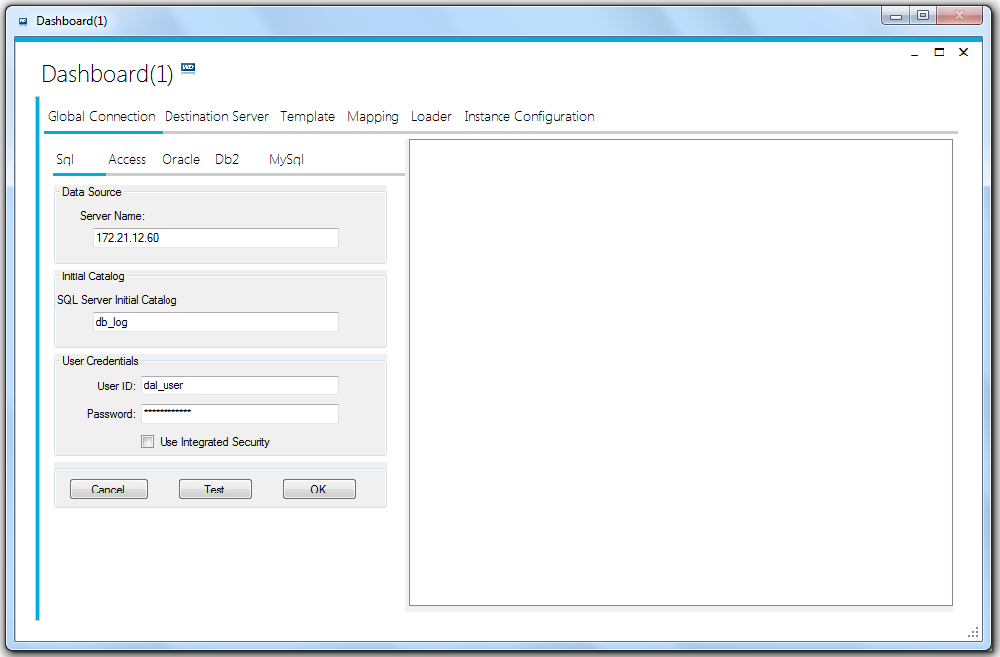 Dashboard(1)
Dashboard(1) WD
Global Connection Destination Server Template Mapping Loader Instance Configuration
Sql Access Oracle Db2 MySql
Data Source
Server Name:
172.21.12.60
Initial Catalog
SQL Server Initial Catalog
db_log
User Credentials
User ID: dal_user
Password: ************
Use Integrated Security
Cancel Test OK